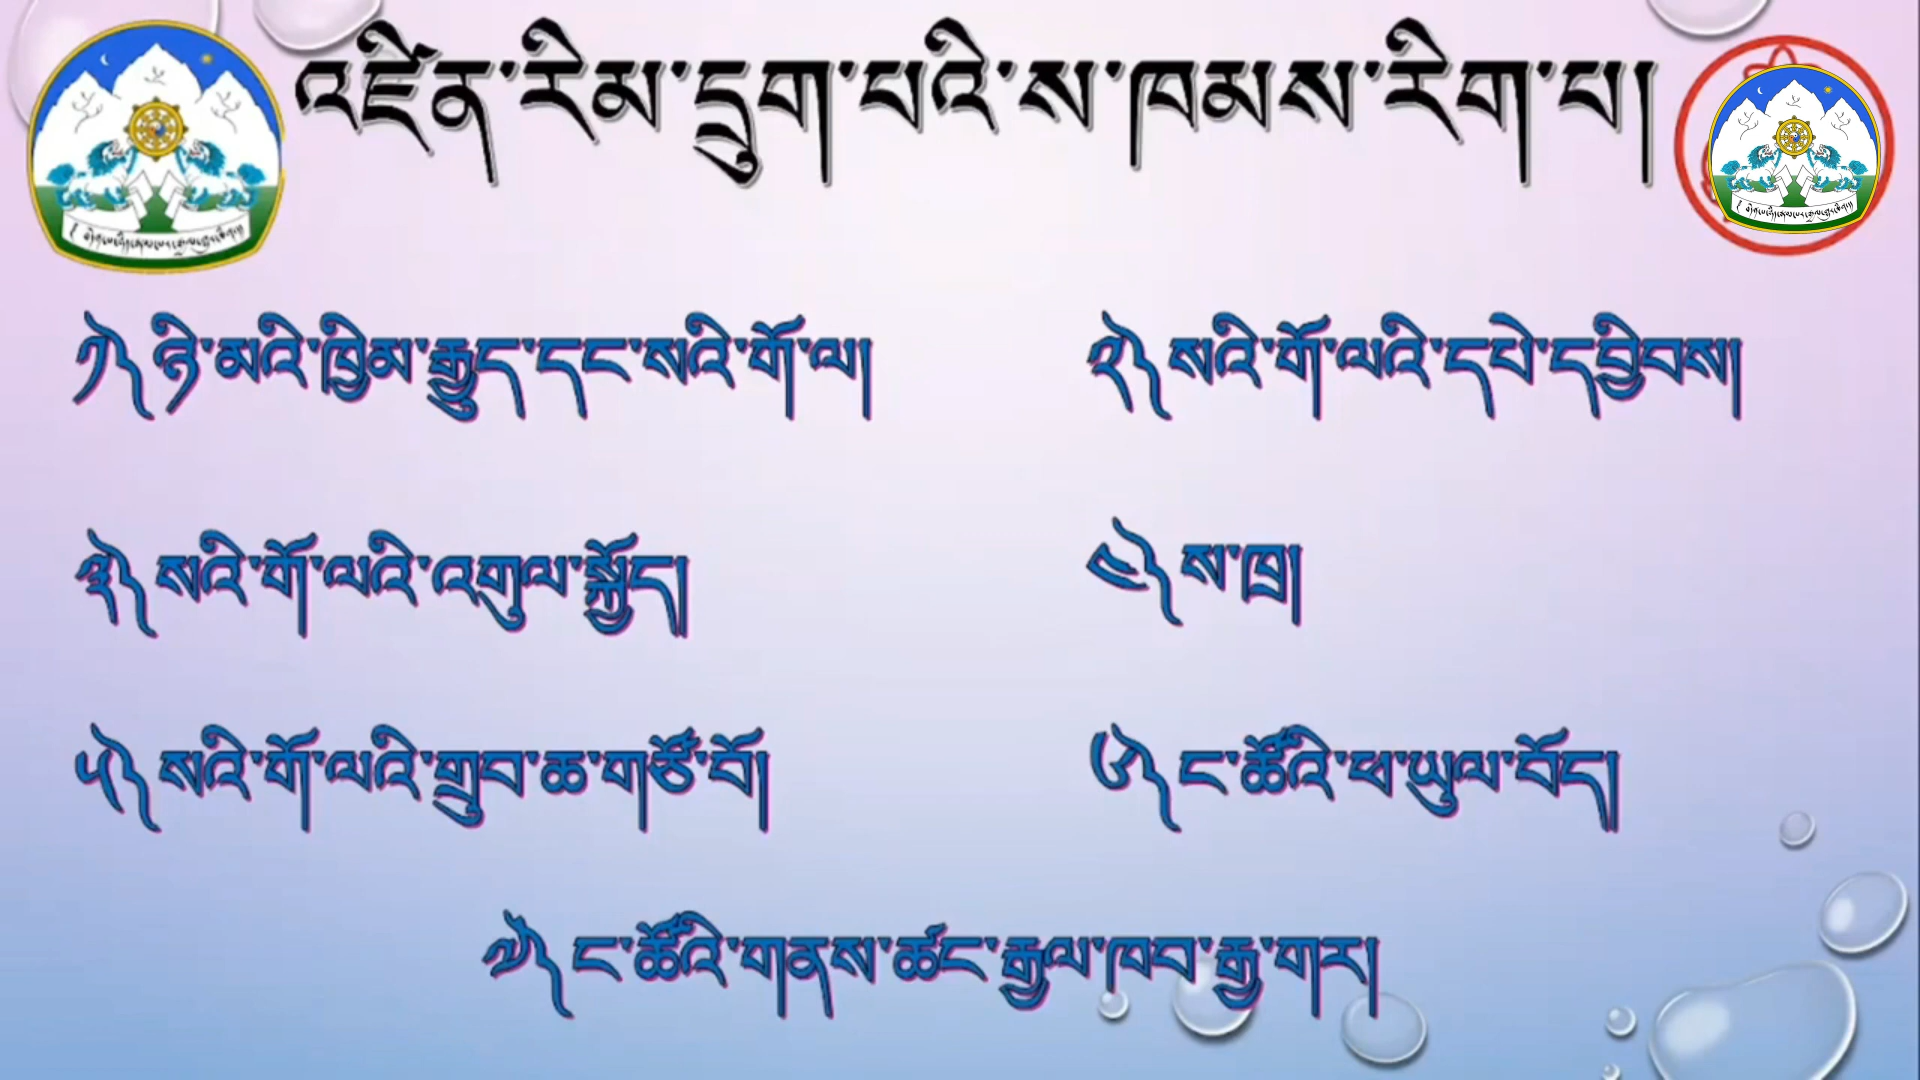 འཛིན་རིམ་དྲུག་པའི་ས་ཁམས་རིག་པ།
༡༽ ཉི་མའི་ཁྱིམ་རྒྱུད་དང་སའི་གོ་ལ།
༢༽ སའི་གོ་ལའི་དཔེ་དབྱིབས།
༣༽ སའི་གོ་ལའི་འགུལ་སྐྱོད།
༤༽ ས་ཁྲ།
༥༽ སའི་གོ་ལའི་གྲུབ་ཆ་གཙོ་བོ།
༦༽ ང་ཚོའི་ཕ་ཡུལ་བོད།
༧༽ ང་ཚོའི་གནས་ཚང་རྒྱལ་ཁབ་རྒྱ་གར།